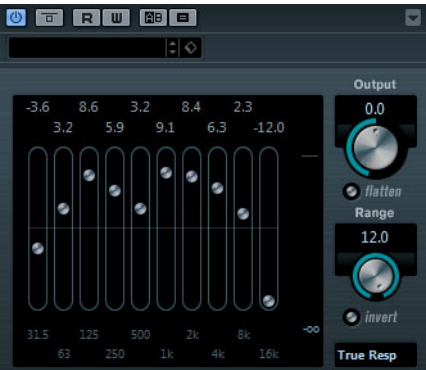 R W AB
Output
-3.6 8.6 3.2 8.4 2.3 0.0
3.2 5.9 9.1 6.3 -12.0
flatten
Range
12.0
invert
-∞
31.5 125 500 2k 8k
63 250 1k 4k 16k
True Resp